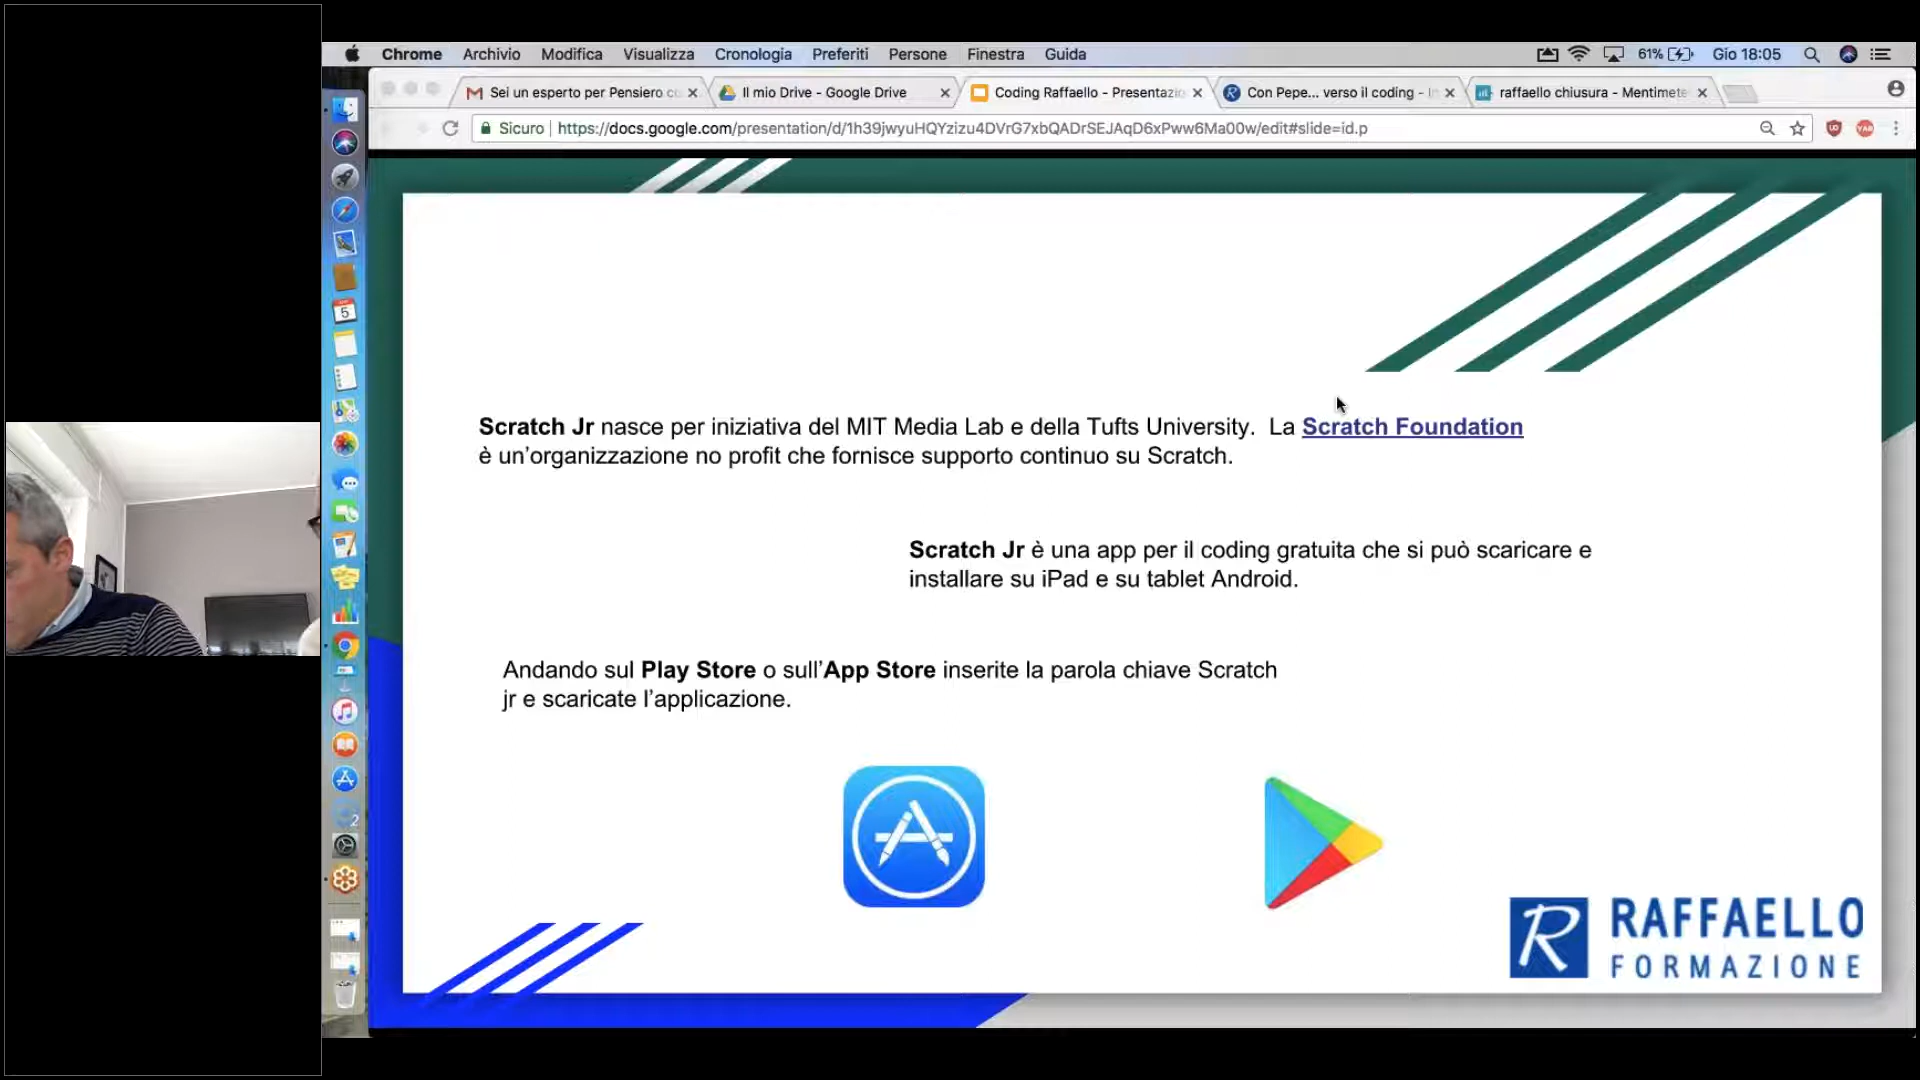 Chrome Archivio Modifica Visualizza Cronologia Preferiti Persone Finestra Guida 61% Gio 18:05
Sei un esperto per Pensiero Il mio Drive - Google Drive Coding Raffaello - Presentazio Con Pepe... verso il coding - raffaello chiusura - Mentimete
Sicuro https://docs.google.com/presentation/d/1h39jwyuHQYzizu4DVrG7xbQADrSEJAqD6xPww6Ma00w/edit#slide=id.p
5
Scratch Jr nasce per iniziativa del MIT Media Lab e della Tufts University. La Scratch Foundation
è un’organizzazione no profit che fornisce supporto continuo su Scratch.
Scratch Jr è una app per il coding gratuita che si può scaricare e
installare su iPad e su tablet Android.
Andando sul Play Store o sull’App Store inserite la parola chiave Scratch
jr e scaricate l’applicazione.
R RAFFAELLO
FORMAZIONE